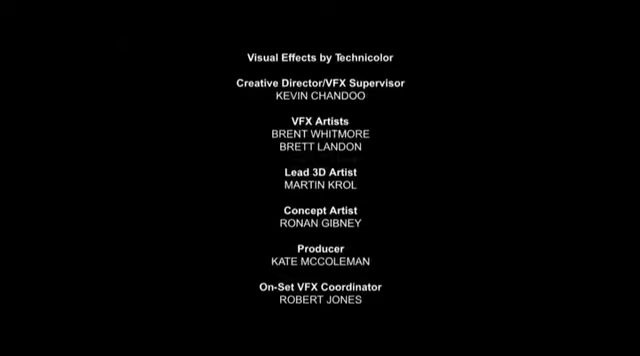 Visual Effects by Technicolor
Creative Director/VFX Supervisor
KEVIN CHANDOO
VFX Artists
BRENT WHITMORE
BRETT LANDON
Lead 3D Artist
MARTIN KROL
Concept Artist
RONAN GIBNEY
Producer
KATE MCCOLEMAN
On-Set VFX Coordinator
ROBERT JONES